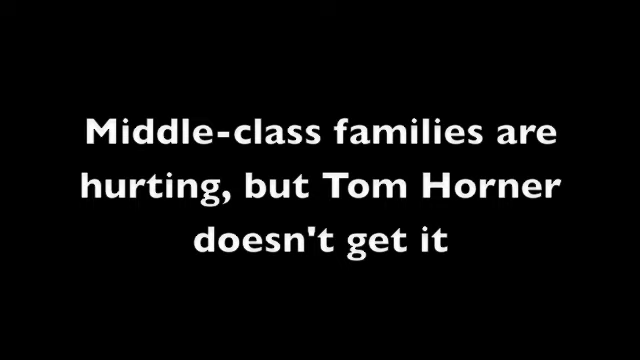 Middle-class families are
hurting, but Tom Horner
doesn't get it